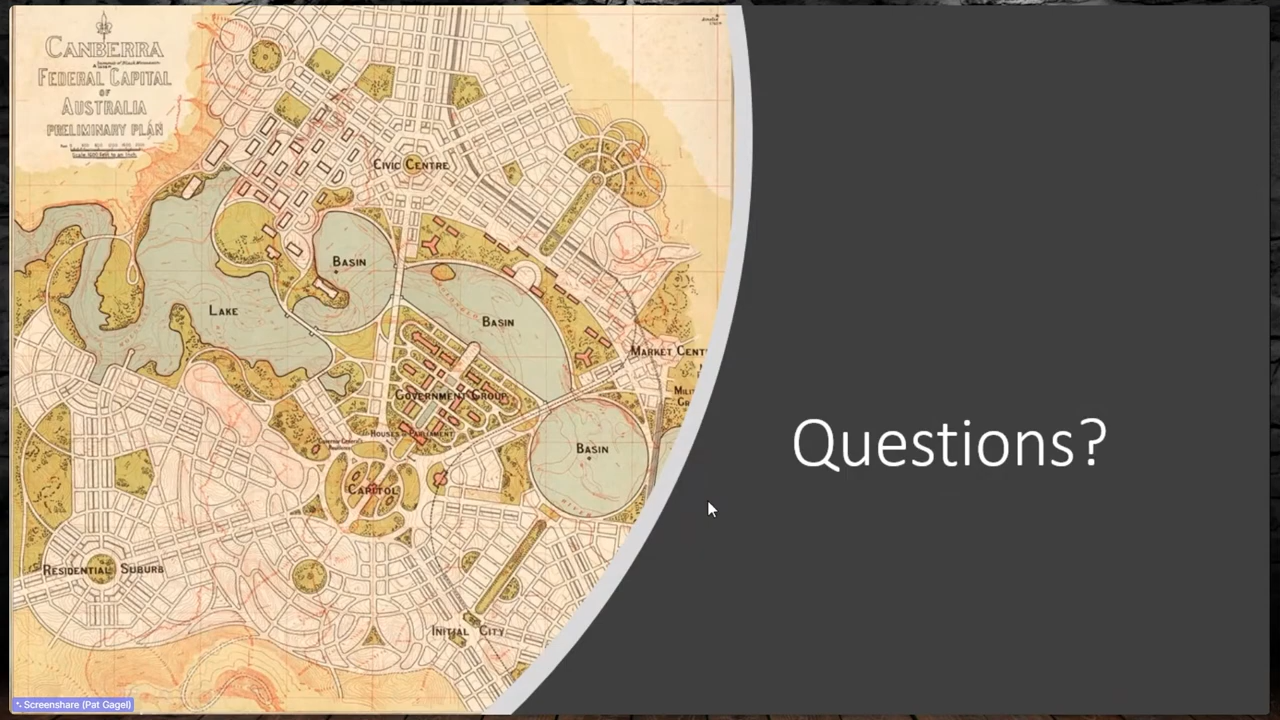 CANBERRA
FEDERAL CAPITAL
OF
AUSTRALIA
PRELIMINARY PLAN
CIVIC CENTRE
BASIN
LAKE
BASIN
MARKET CENT
GOVERNMENT GROUP
HOUSES OF PARLIAMENT
BASIN
CAPITOL
RESIDENTIAL SUBURB
INITIAL CITY
Questions?
Screenshare (Pat Gagel)